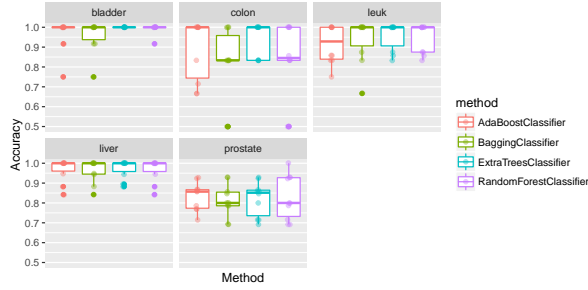 bladder
colon
leuk
1.0
0.9
0.8
0.7
0.6
0.5
liver
prostate
1.0
0.9
0.8
0.7
0.6
0.5
Accuracy
Method
method
AdaBoostClassifier
BaggingClassifier
ExtraTreesClassifier
RandomForestClassifier